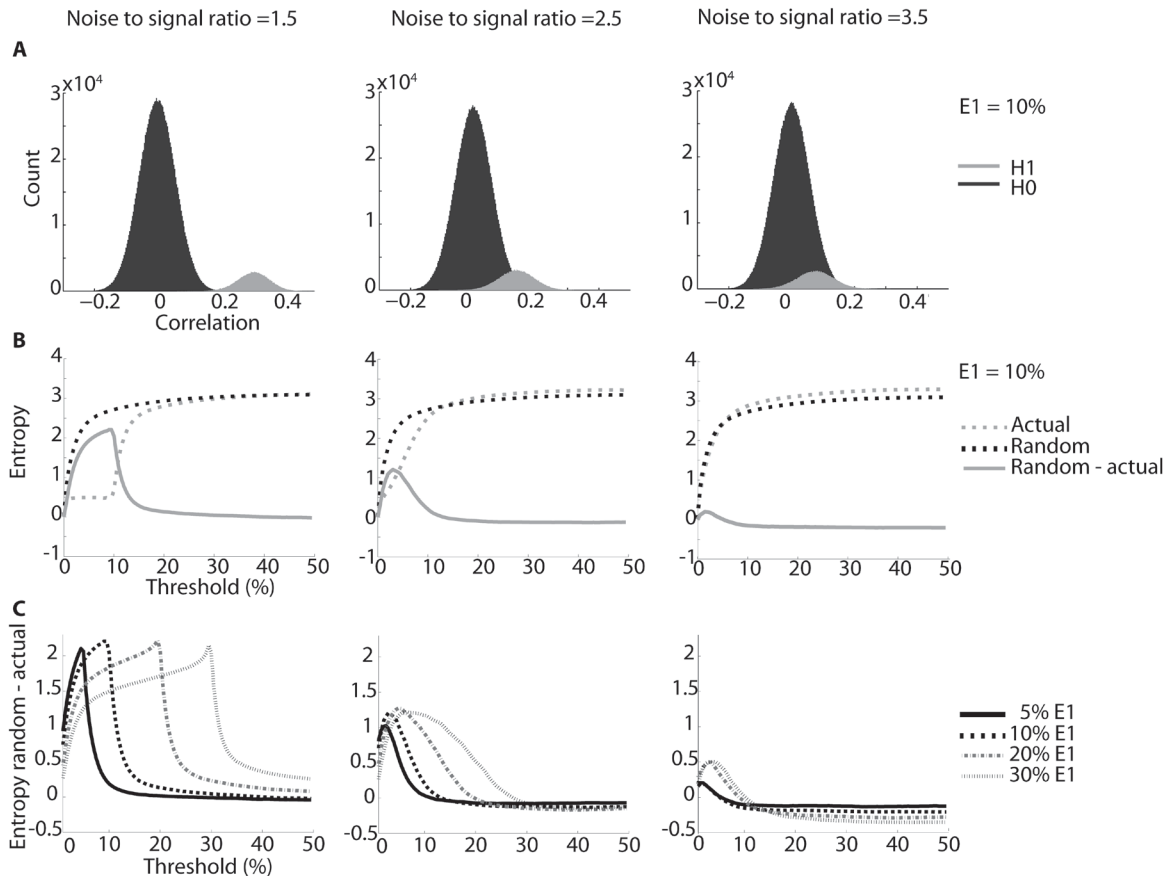 Noise to signal ratio =1.5
Noise to signal ratio =2.5
Noise to signal ratio =3.5
A
3 x10⁴
2
1
0
Count
−0.2 0 0.2 0.4
Correlation
3 x10⁴
2
1
0
−0.2 0 0.2 0.4
3 x10⁴
2
1
0
−0.2 0 0.2 0.4
E1 = 10%
H1
H0
B
4
3
2
1
0
-1
Entropy
0 10 20 30 40 50
Threshold (%)
4
3
2
1
0
-1
0 10 20 30 40 50
4
3
2
1
0
-1
0 10 20 30 40 50
E1 = 10%
Actual
Random
Random - actual
C
2
1.5
1
0.5
0
-0.5
Entropy random - actual
0 10 20 30 40 50
Threshold (%)
2
1.5
1
0.5
0
-0.5
0 10 20 30 40 50
2
1.5
1
0.5
0
-0.5
0 10 20 30 40 50
5% E1
10% E1
20% E1
30% E1